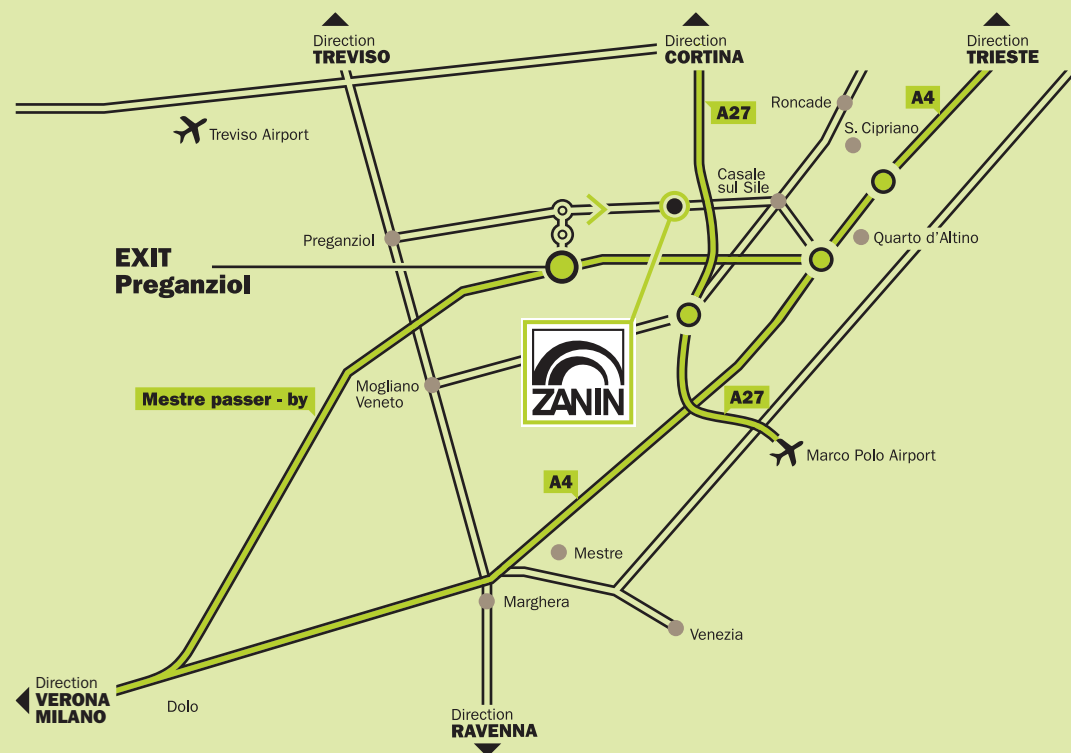 Direction
TREVISO
Direction
CORTINA
Direction
TRIESTE
A27
A4
Roncade
S. Cipriano
Treviso Airport
Casale
sul Sile
Preganziol
Quarto d'Altino
EXIT
Preganziol
ZANIN
Mestre passer - by
Mogliano
Veneto
A27
Marco Polo Airport
A4
Mestre
Marghera
Venezia
Direction
VERONA
MILANO
Dolo
Direction
RAVENNA